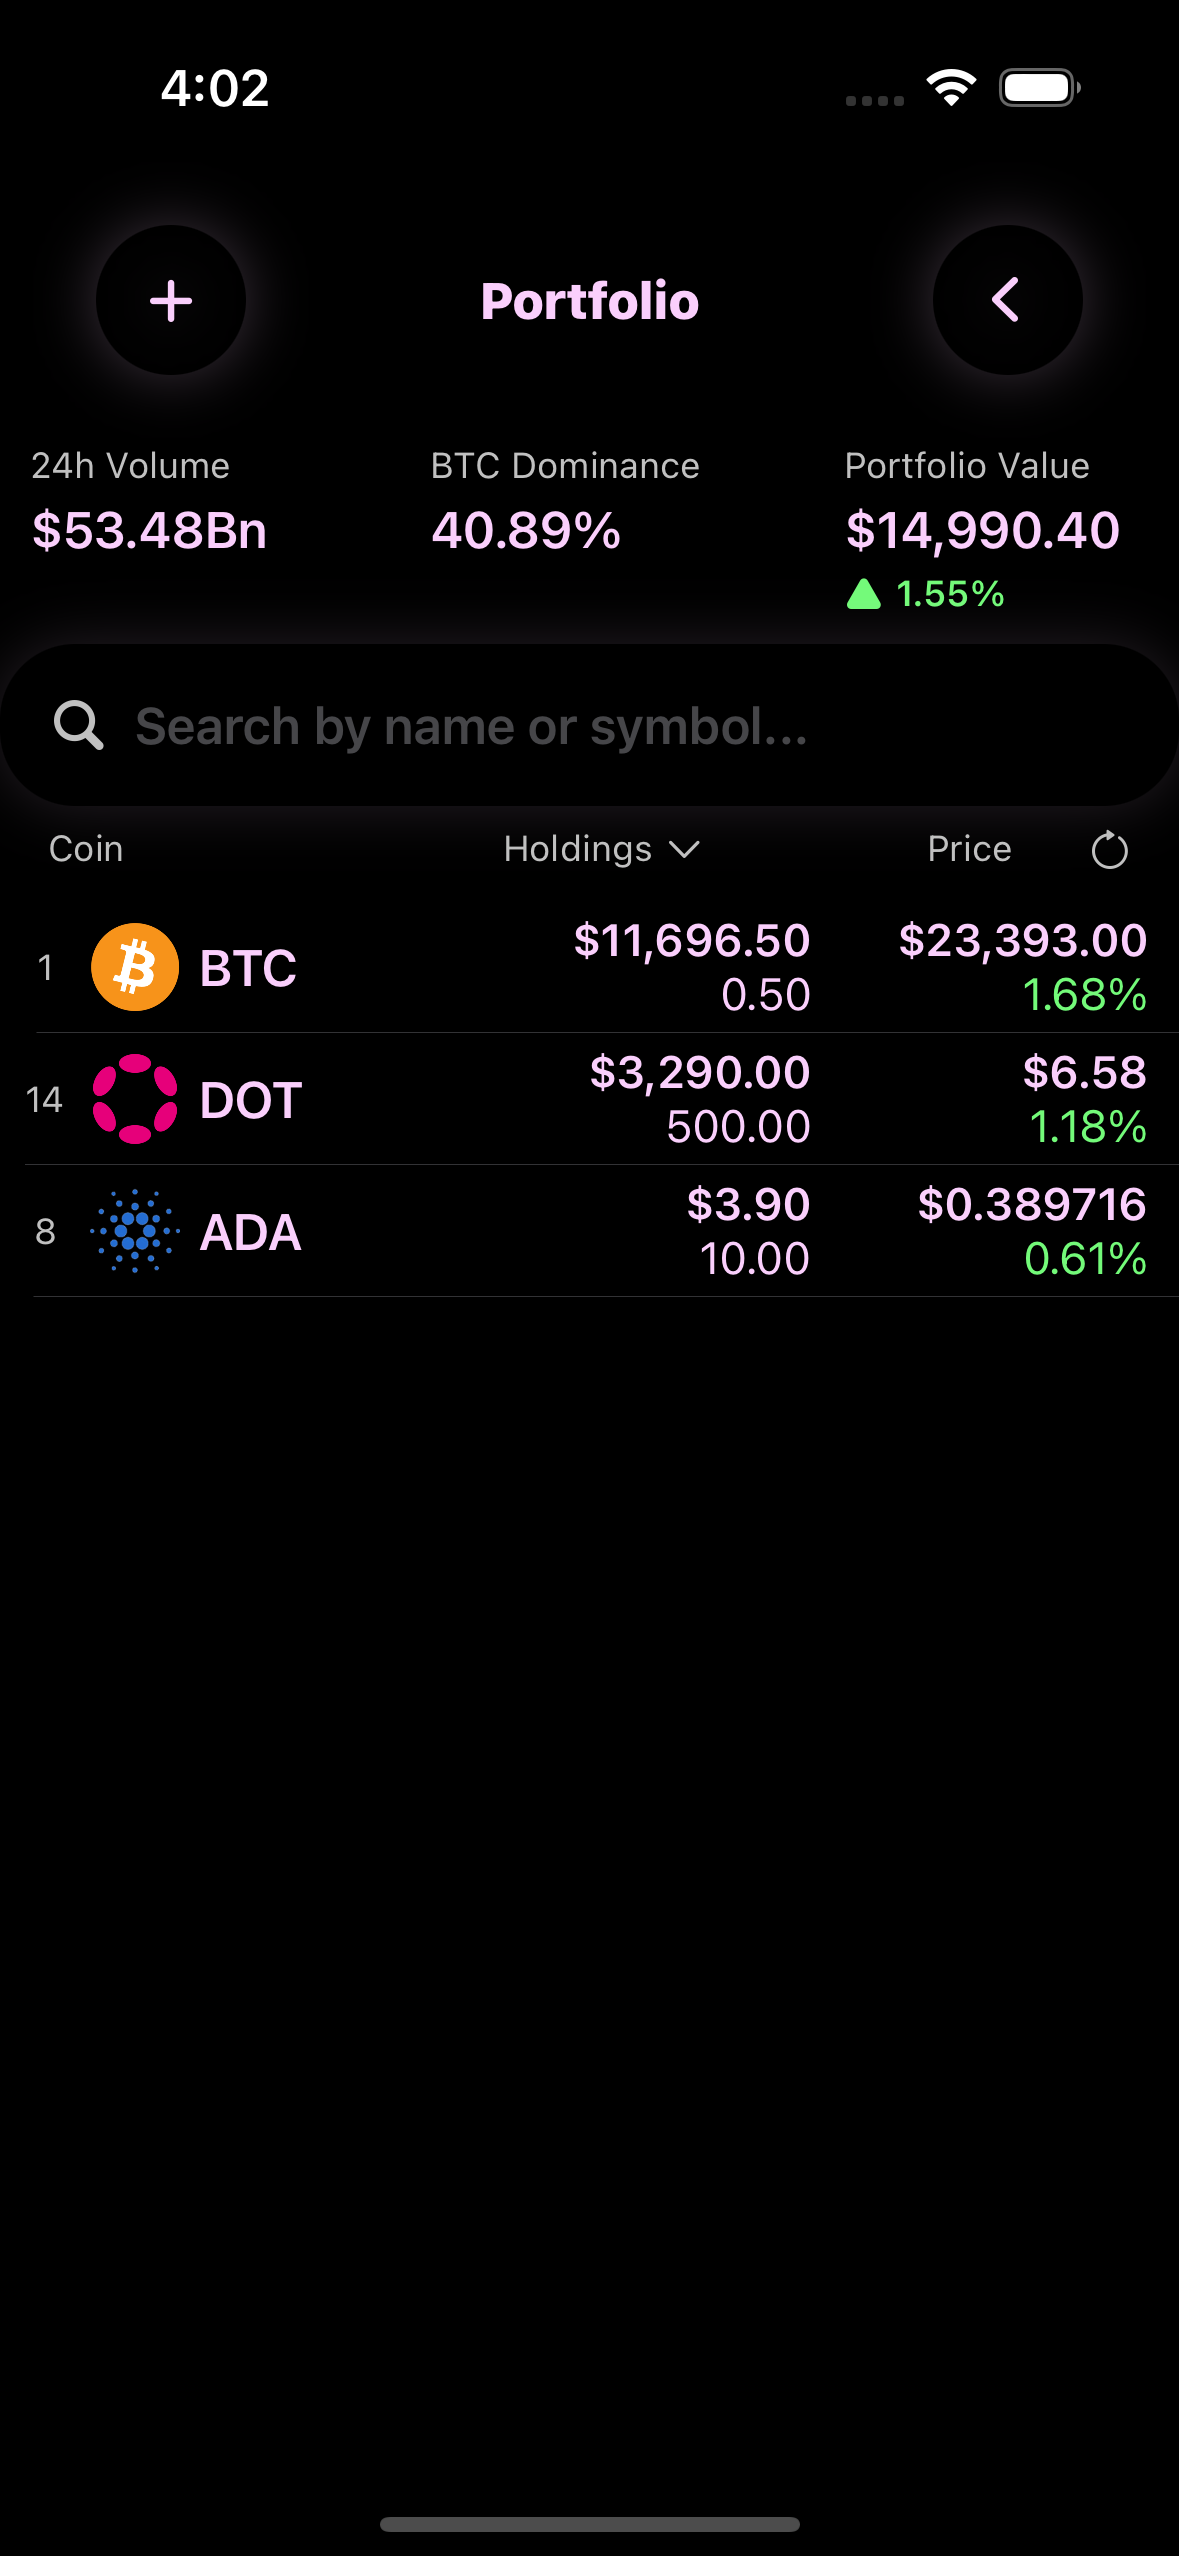 4:02
Portfolio
24h Volume
BTC Dominance
Portfolio Value
$53.48Bn
40.89%
$14,990.40
1.55%
Search by name or symbol...
Coin
Holdings
Price
1
BTC
$11,696.50
$23,393.00
0.50
1.68%
14
DOT
$3,290.00
$6.58
500.00
1.18%
8
ADA
$3.90
$0.389716
10.00
0.61%